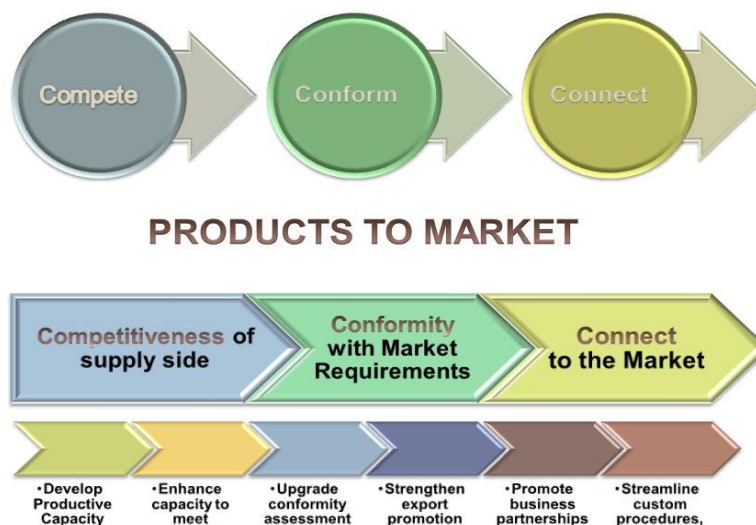 Compete
Conform
Connect
PRODUCTS TO MARKET
Competitiveness of
supply side
Conformity
with Market
Requirements
Connect
to the Market
•Develop
Productive
Capacity
•Enhance
capacity to
meet
•Upgrade
conformity
assessment
•Strengthen
export
promotion
•Promote
business
partnerships
•Streamline
custom
procedures,